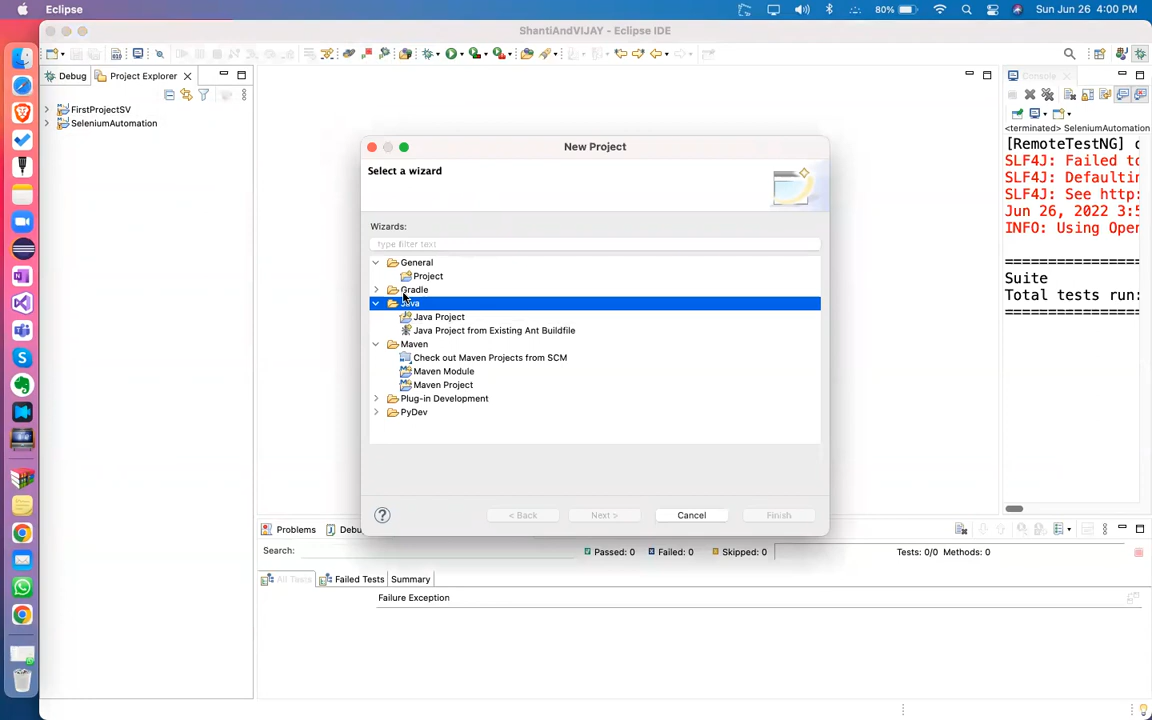 Eclipse
80%
Sun Jun 26 4:00 PM
ShantiAndVIJAY - Eclipse IDE
Debug
Project Explorer
FirstProjectSV
SeleniumAutomation
Console
<terminated> SeleniumAutomation
[RemoteTestNG] d
SLF4J: Failed to
SLF4J: Defaultin
SLF4J: See http:
Jun 26, 2022 3:5
INFO: Using Open
===============
Suite
Total tests run:
===============
New Project
Select a wizard
Wizards:
type filter text
General
Project
Gradle
Java
Java Project
Java Project from Existing Ant Buildfile
Maven
Check out Maven Projects from SCM
Maven Module
Maven Project
Plug-in Development
PyDev
?
< Back
Next >
Cancel
Finish
Problems
Search:
Passed: 0
Failed: 0
Skipped: 0
Tests: 0/0 Methods: 0
All Tests
Failed Tests
Summary
Failure Exception